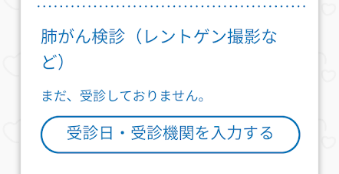 肺がん検診（レントゲン撮影な
ど）
まだ、受診しておりません。
受診日・受診機関を入力する